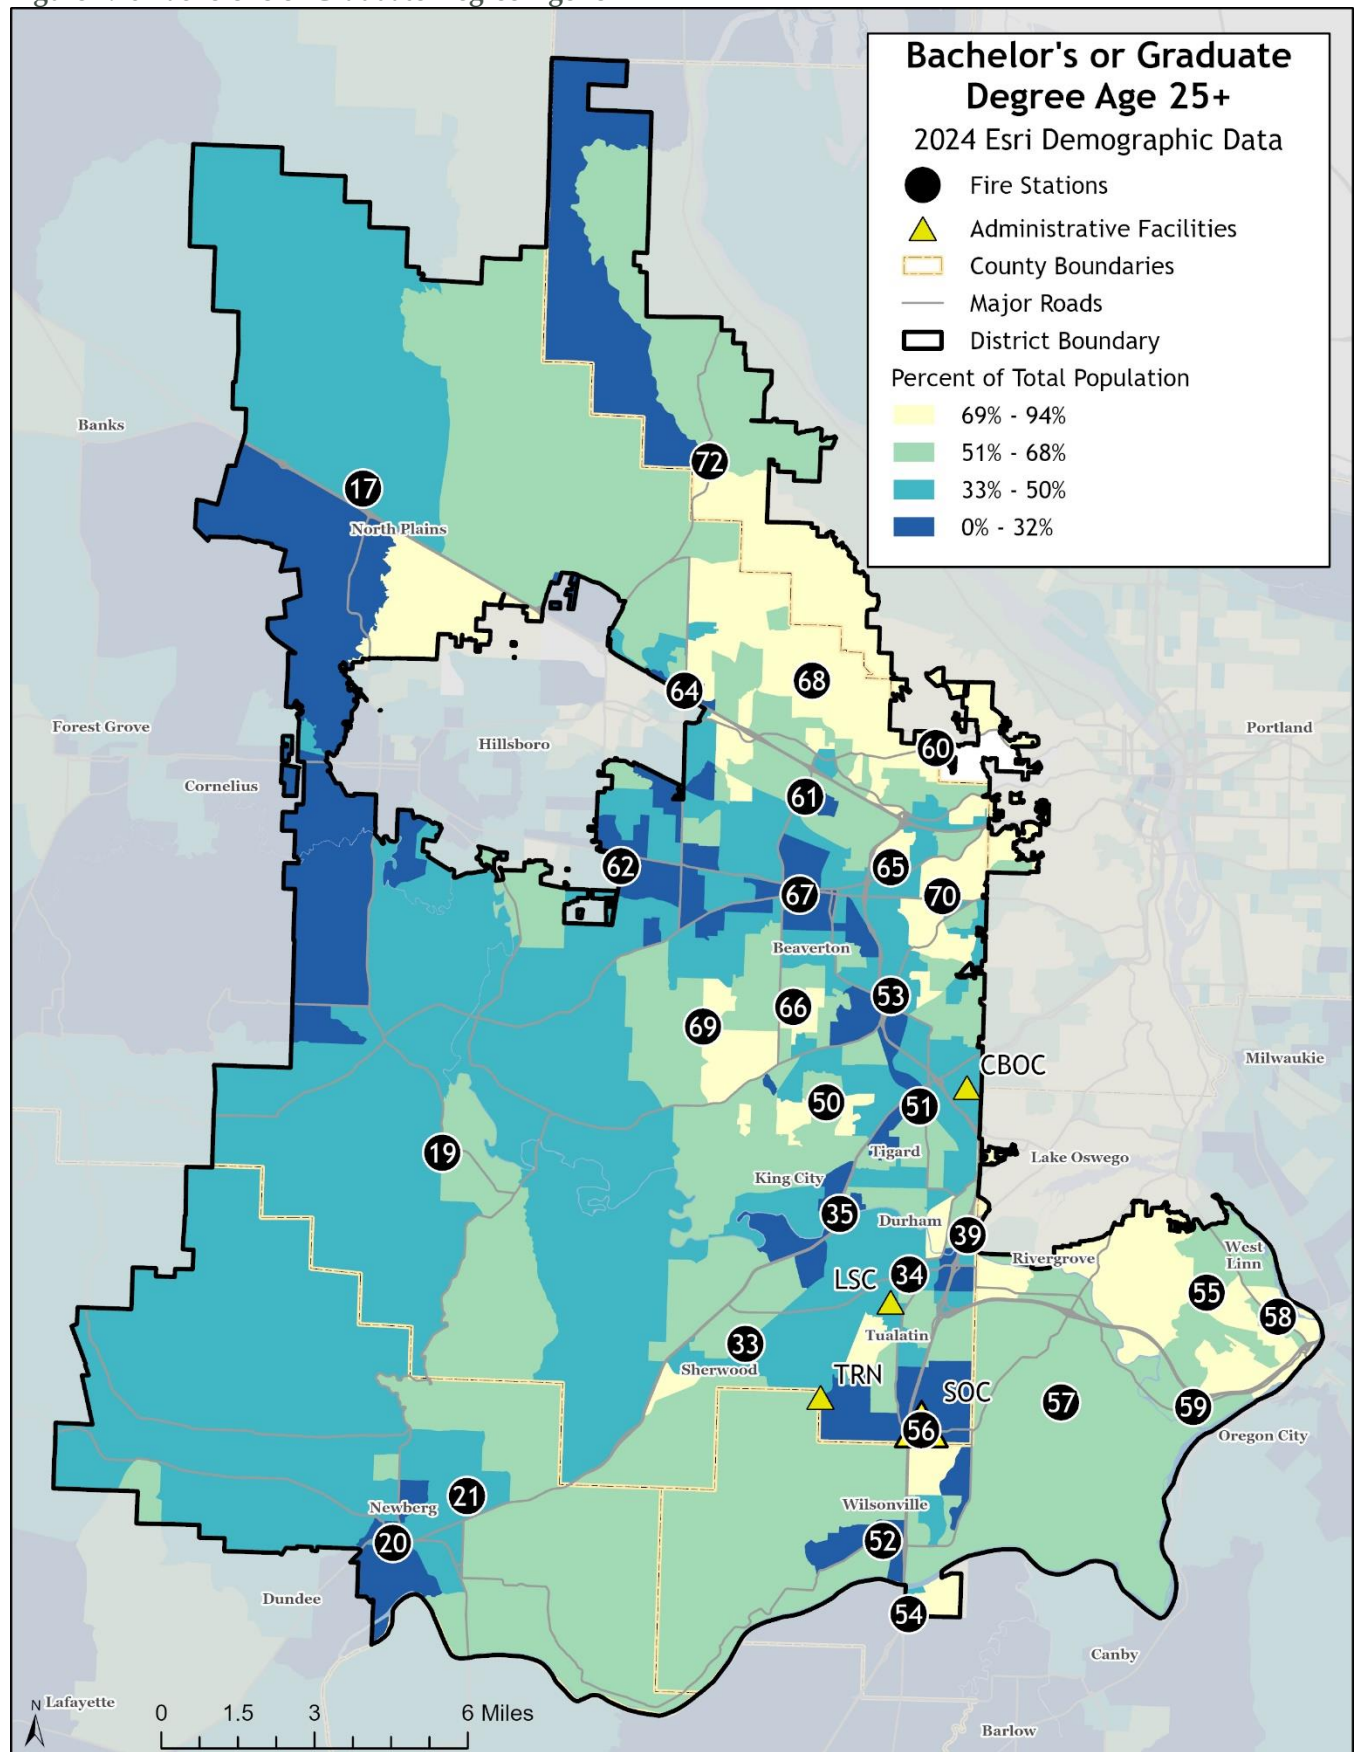 Bachelor's or Graduate
Degree Age 25+
2024 Esri Demographic Data
Fire Stations
Administrative Facilities
County Boundaries
Major Roads
District Boundary
Percent of Total Population
69% - 94%
51% - 68%
33% - 50%
0% - 32%
Banks
72
17
North Plains
68
64
Forest Grove
Portland
Hillsboro
60
Cornelius
61
62
65
67
70
Beaverton
53
66
69
Milwaukie
CBOC
50
51
19
Tigard
Lake Oswego
King City
35
Durham
39
Rivergrove
West
Linn
LSC
34
55
58
Tualatin
33
Sherwood
TRN
SOC
57
59
56
Oregon City
21
Newberg
Wilsonville
20
52
Dundee
54
Canby
N
Lafayette
0 1.5 3 6 Miles
Barlow